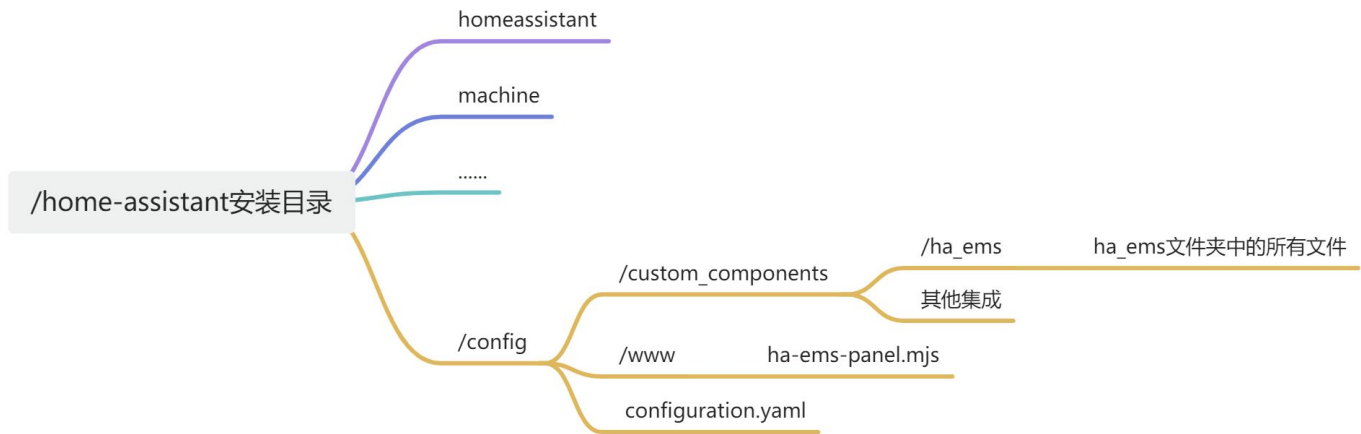 homeassistant
machine
......
/home-assistant安装目录
/ha_ems
ha_ems文件夹中的所有文件
/custom_components
其他集成
/config
/www
ha-ems-panel.mjs
configuration.yaml